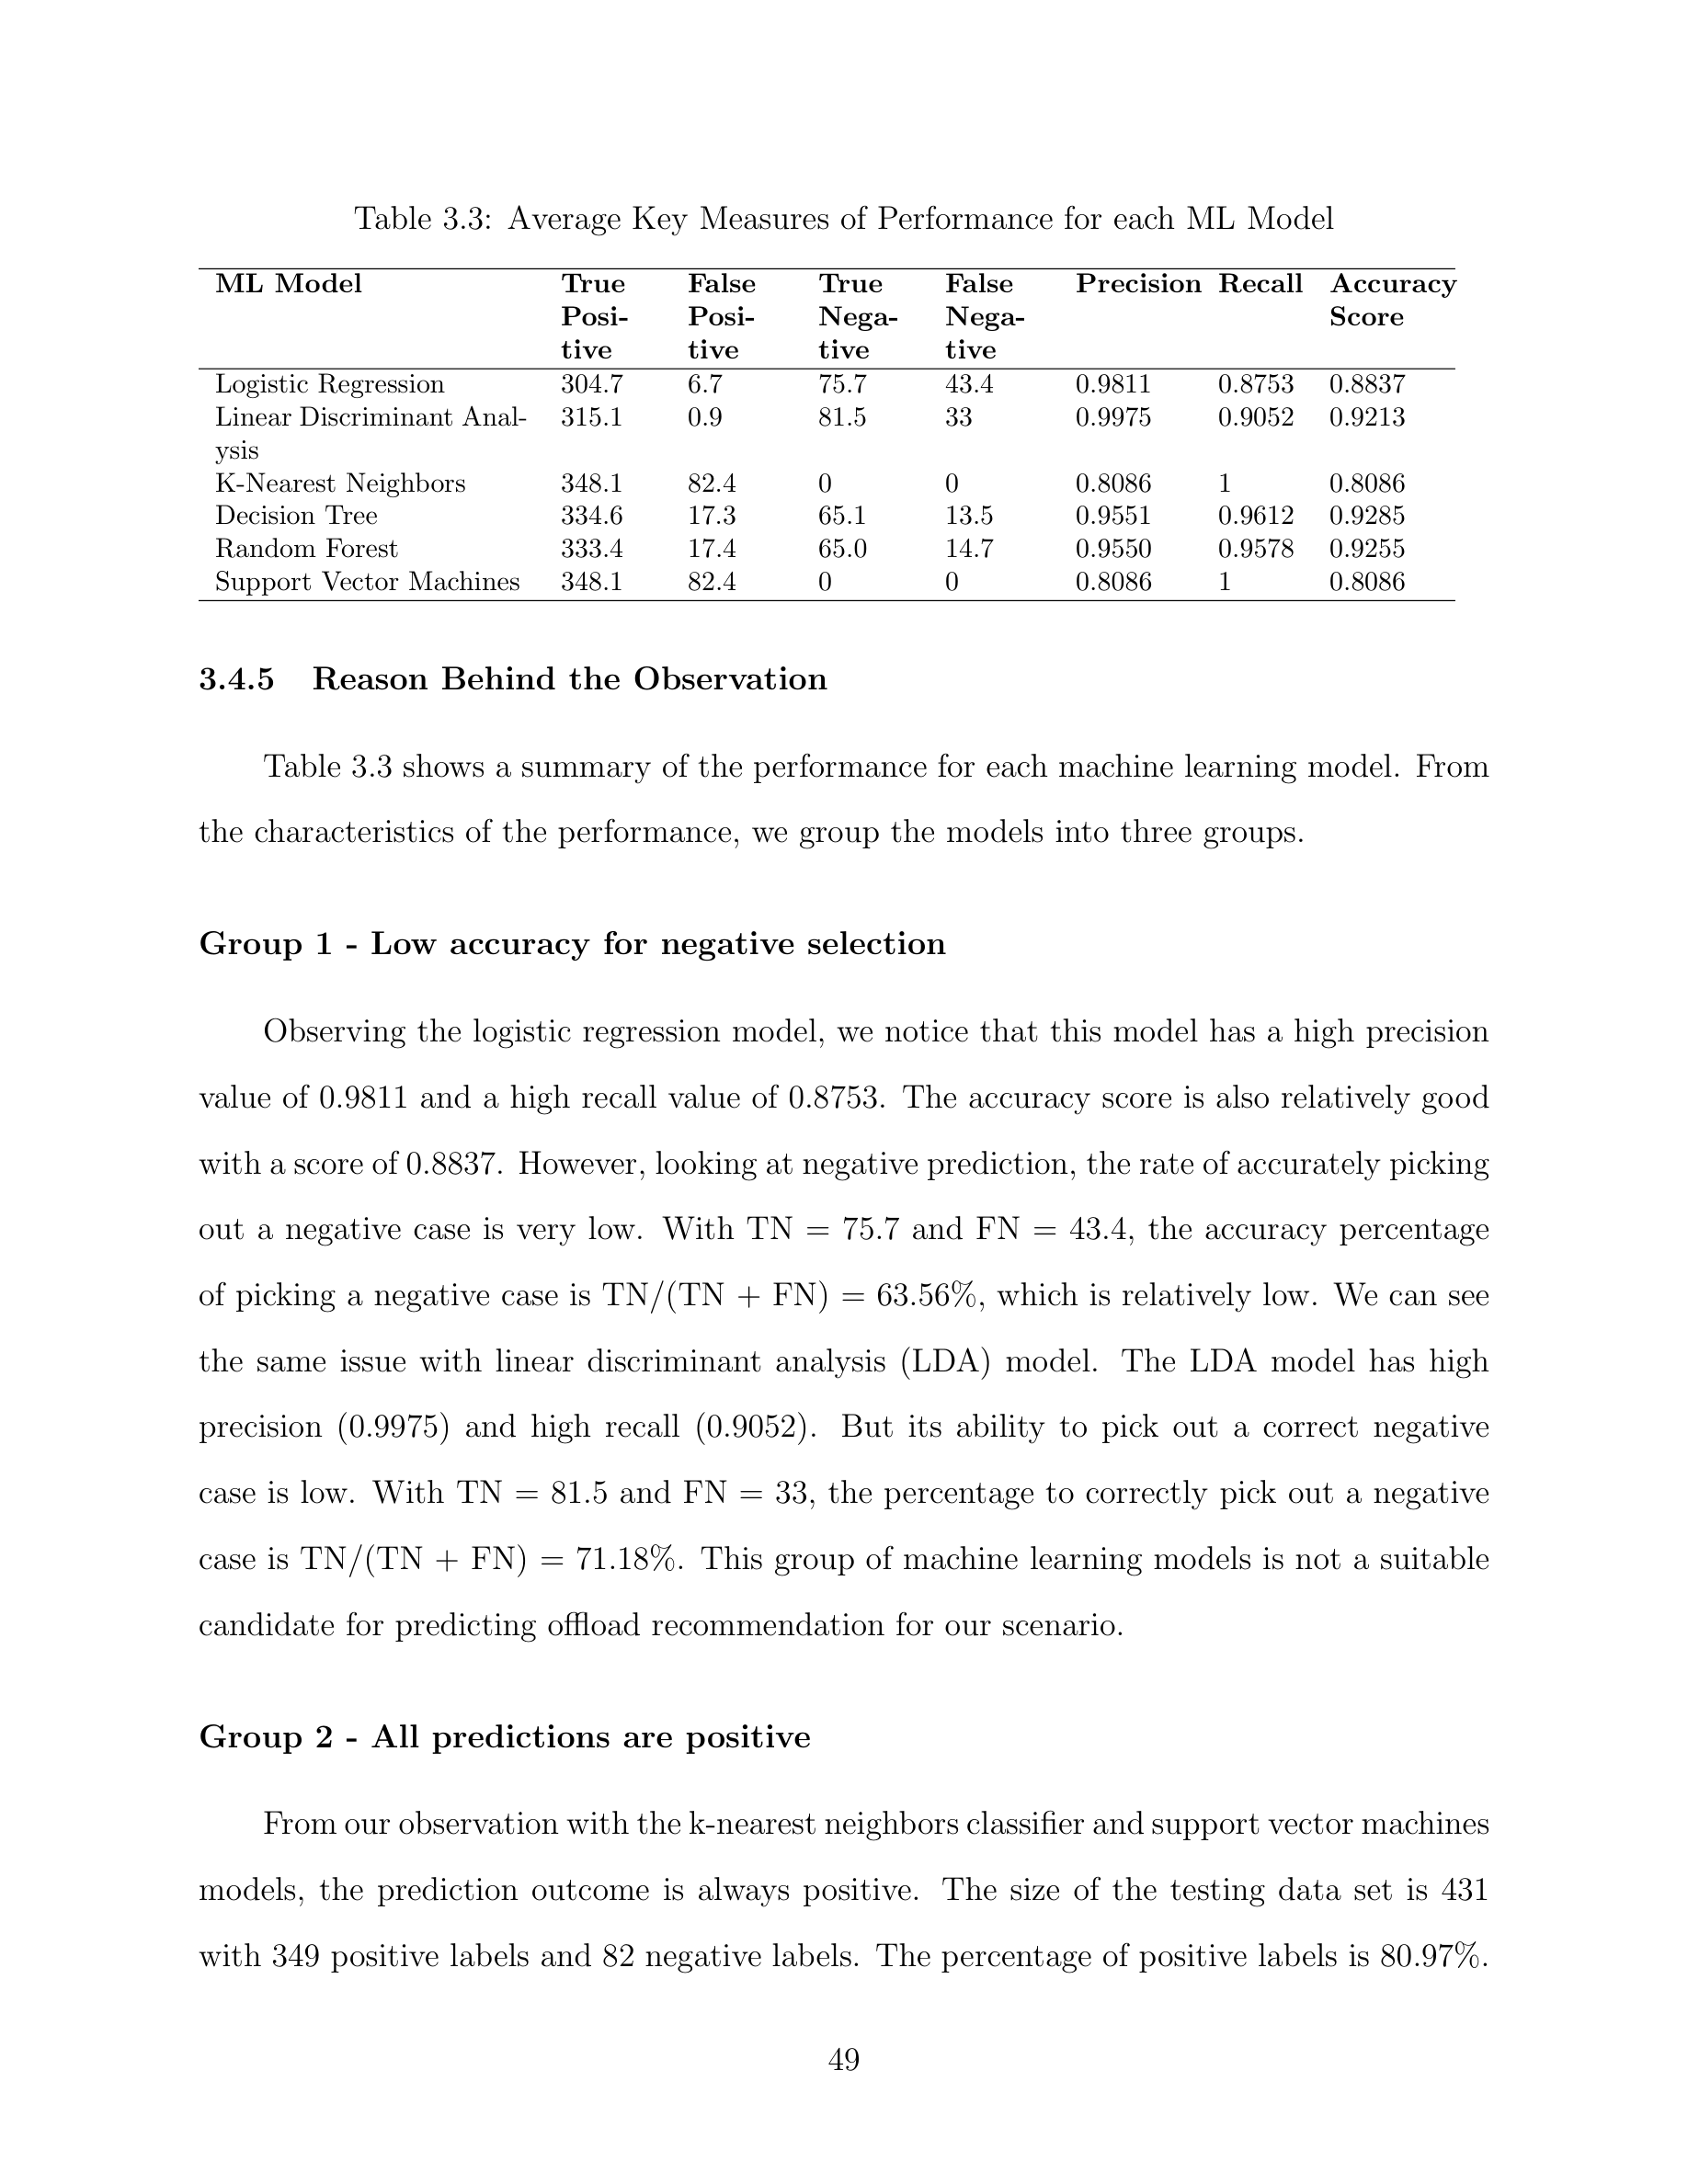 Table 3.3: Average Key Measures of Performance for each ML Model
ML Model True Posi- tive False Posi- tive True Nega- tive False Nega- tive Precision Recall Accuracy Score
Logistic Regression 304.7 6.7 75.7 43.4 0.9811 0.8753 0.8837
Linear Discriminant Anal- 315.1 0.9 81.5 33 0.9975 0.9052 0.9213
ysis
K-Nearest Neighbors 348.1 82.4 0 0 0.8086 1 0.8086
Decision Tree 334.6 17.3 65.1 13.5 0.9551 0.9612 0.9285
Random Forest 333.4 17.4 65.0 14.7 0.9550 0.9578 0.9255
Support Vector Machines 348.1 82.4 0 0 0.8086 1 0.8086
3.4.5 Reason Behind the Observation
Table 3.3 shows a summary of the performance for each machine learning model. From
the characteristics of the performance, we group the models into three groups.
Group 1 - Low accuracy for negative selection
Observing the logistic regression model, we notice that this model has a high precision
value of 0.9811 and a high recall value of 0.8753. The accuracy score is also relatively good
with a score of 0.8837. However, looking at negative prediction, the rate of accurately picking
out a negative case is very low. With TN = 75.7 and FN = 43.4, the accuracy percentage
of picking a negative case is TN/(TN + FN) = 63.56%, which is relatively low. We can see
the same issue with linear discriminant analysis (LDA) model. The LDA model has high
precision (0.9975) and high recall (0.9052). But its ability to pick out a correct negative
case is low. With TN = 81.5 and FN = 33, the percentage to correctly pick out a negative
case is TN/(TN + FN) = 71.18%. This group of machine learning models is not a suitable
candidate for predicting offload recommendation for our scenario.
Group 2 - All predictions are positive
From our observation with the k-nearest neighbors classifier and support vector machines
models, the prediction outcome is always positive. The size of the testing data set is 431
with 349 positive labels and 82 negative labels. The percentage of positive labels is 80.97%.
49